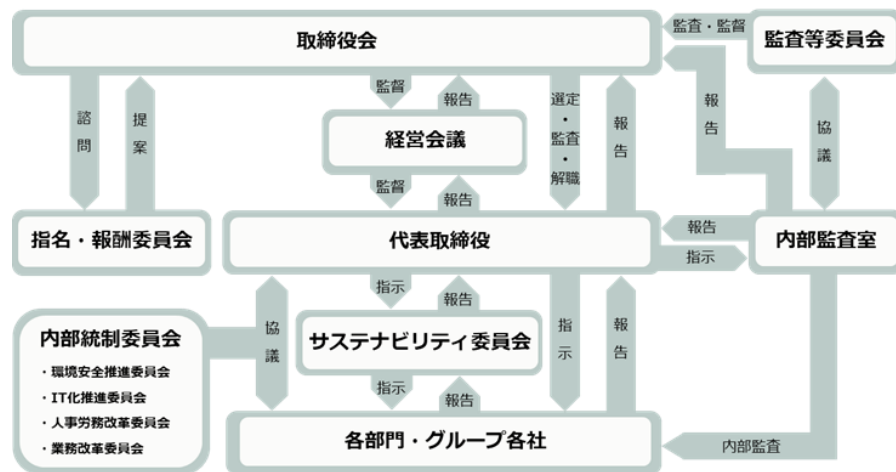 取締役会
監査・監督
監査等委員会
諮問
提案
監督
報告
選定・監査・解職
報告
報告
協議
経営会議
監督
報告
指名・報酬委員会
代表取締役
報告
指示
内部監査室
指示
報告
協議
指示
報告
内部統制委員会
・環境安全推進委員会
・IT化推進委員会
・人事労務改革委員会
・業務改革委員会
サステナビリティ委員会
指示
報告
各部門・グループ各社
内部監査